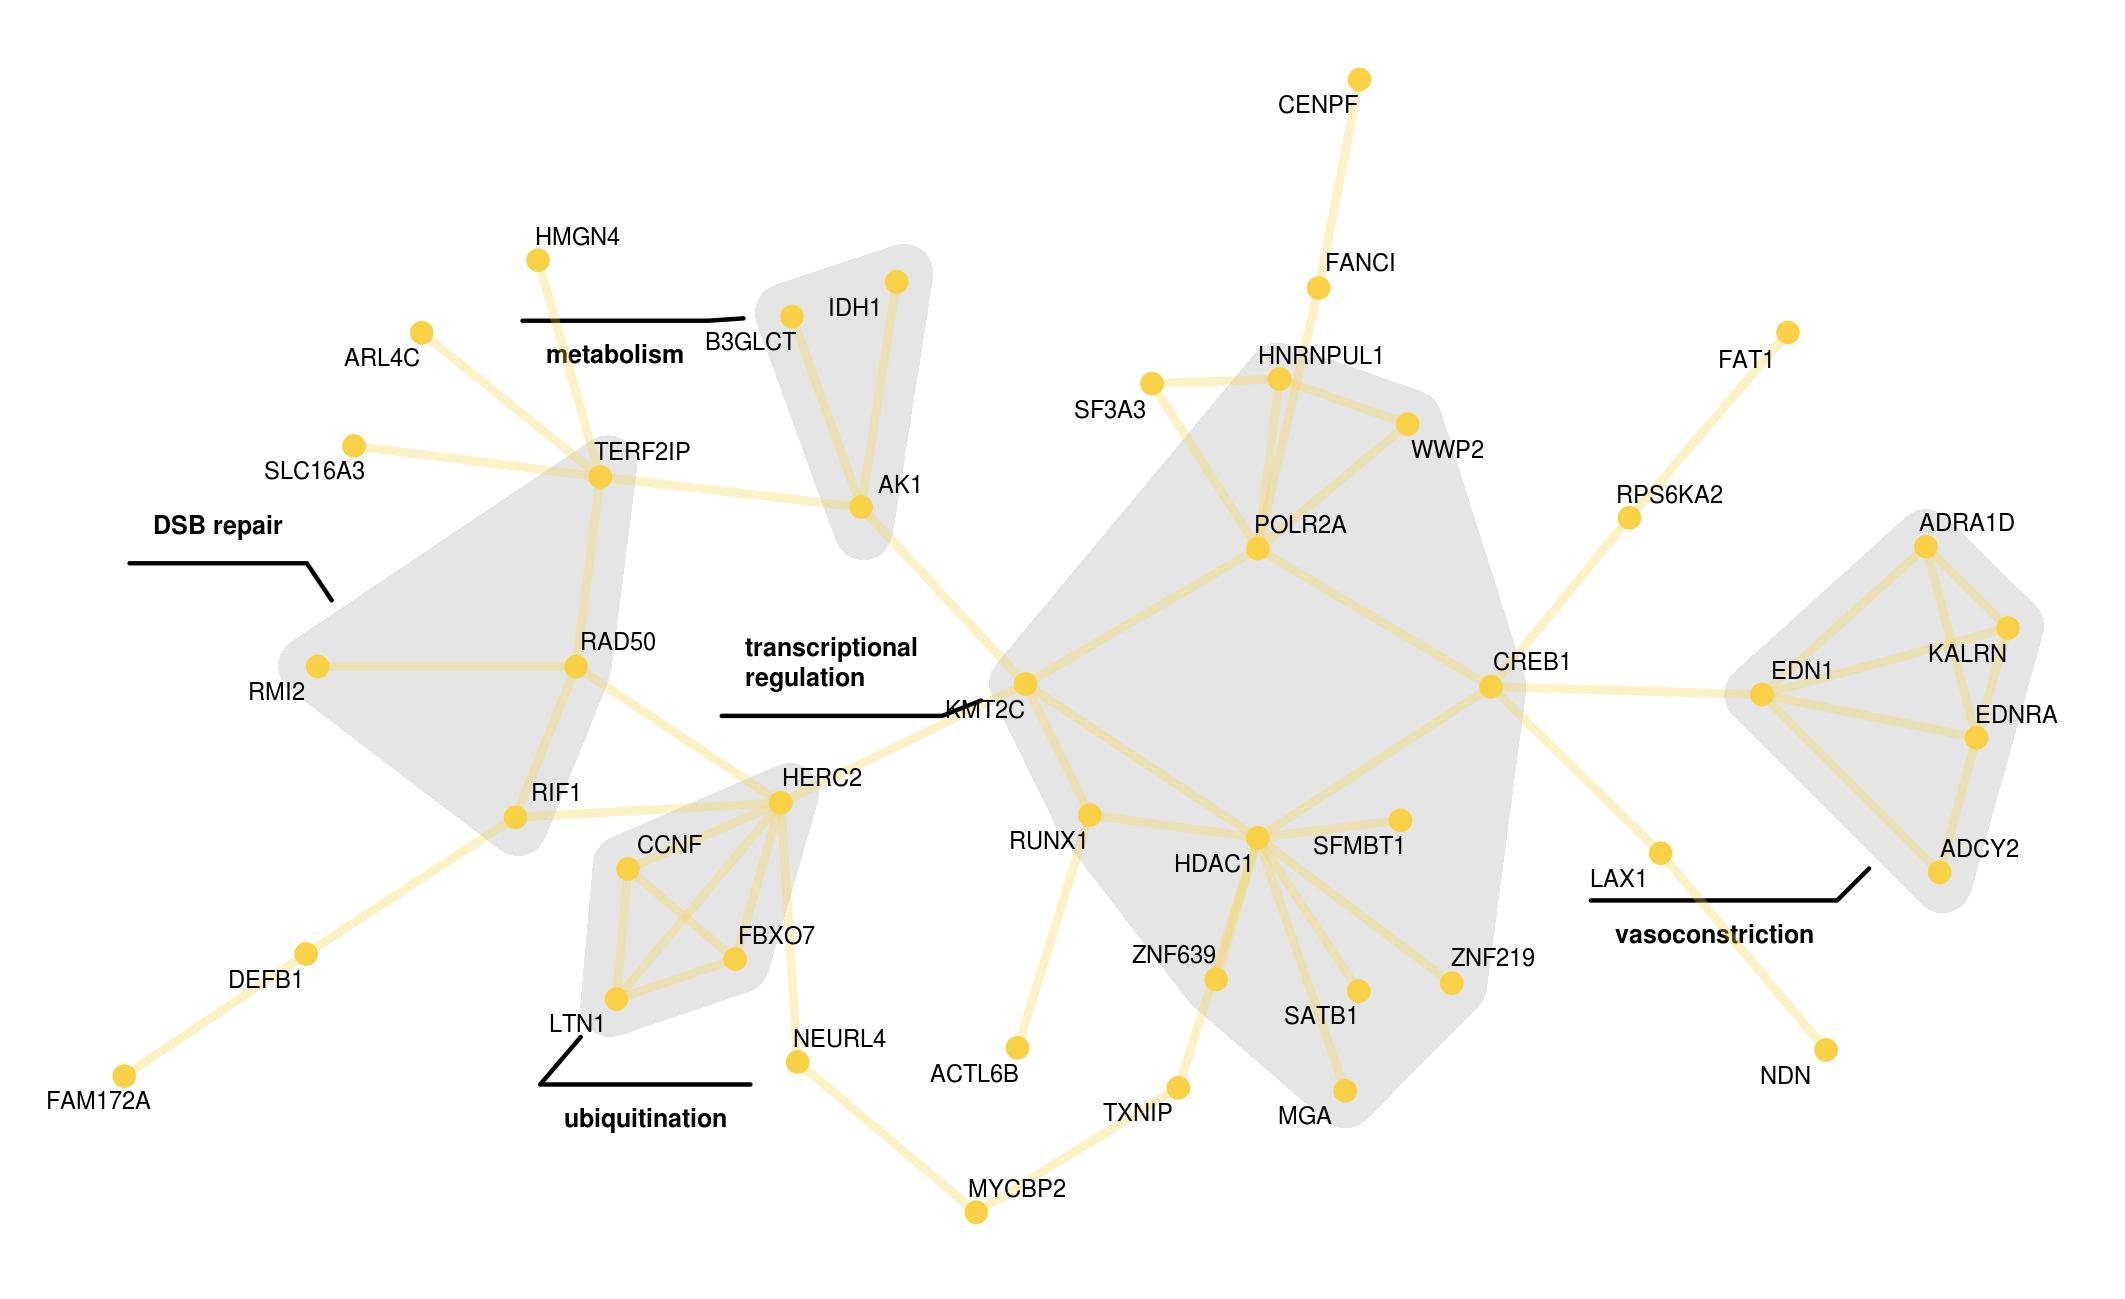 CENPF
HMGN4
FANCI
IDH1
B3GLCT
ARL4C
metabolism
HNRNPUL1
FAT1
SF3A3
TERF2IP
WWP2
SLC16A3
AK1
RPS6KA2
DSB repair
POLR2A
ADRA1D
RAD50
transcriptional
regulation
KALRN
CREB1
EDN1
RMI2
KMT2C
EDNRA
HERC2
RIF1
CCNF
RUNX1
HDAC1
SFMBT1
ADCY2
LAX1
FBXO7
vasoconstriction
ZNF639
ZNF219
DEFB1
SATB1
LTN1
NEURL4
ACTL6B
NDN
FAM172A
TXNIP
MGA
ubiquitination
MYCBP2